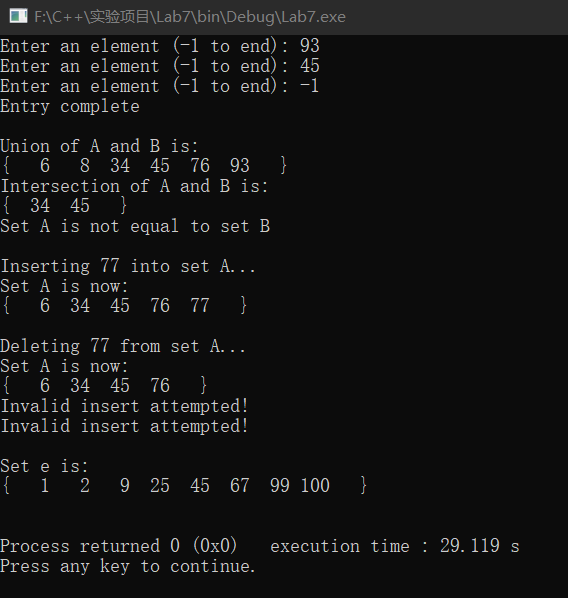 F:\C++\实验项目\Lab7\bin\Debug\Lab7.exe
Enter an element (-1 to end): 93
Enter an element (-1 to end): 45
Enter an element (-1 to end): -1
Entry complete
Union of A and B is:
{   6   8  34  45  76  93   }
Intersection of A and B is:
{  34  45   }
Set A is not equal to set B
Inserting 77 into set A...
Set A is now:
{   6  34  45  76  77   }
Deleting 77 from set A...
Set A is now:
{   6  34  45  76   }
Invalid insert attempted!
Invalid insert attempted!
Set e is:
{   1   2   9  25  45  67  99 100   }
Process returned 0 (0x0)   execution time : 29.119 s
Press any key to continue.